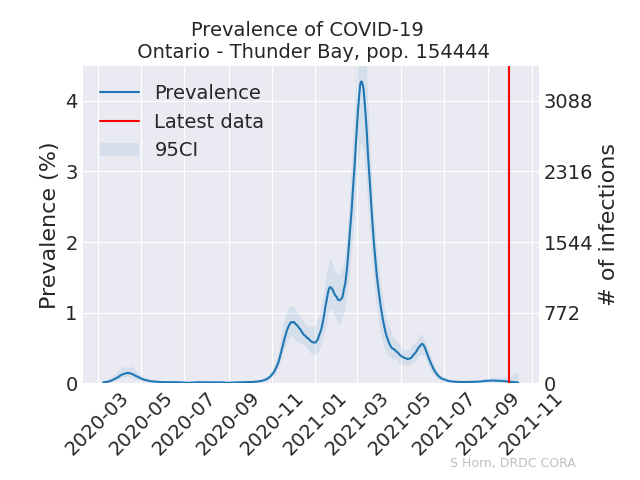 Prevalence of COVID-19
Ontario - Thunder Bay, pop. 154444
Prevalence
Latest data
95CI
Prevalence (%)
4
3
2
1
0
3088
2316
1544
772
0
# of infections
2020-03
2020-05
2020-07
2020-09
2020-11
2021-01
2021-03
2021-05
2021-07
2021-09
2021-11
S Horn, DRDC CORA